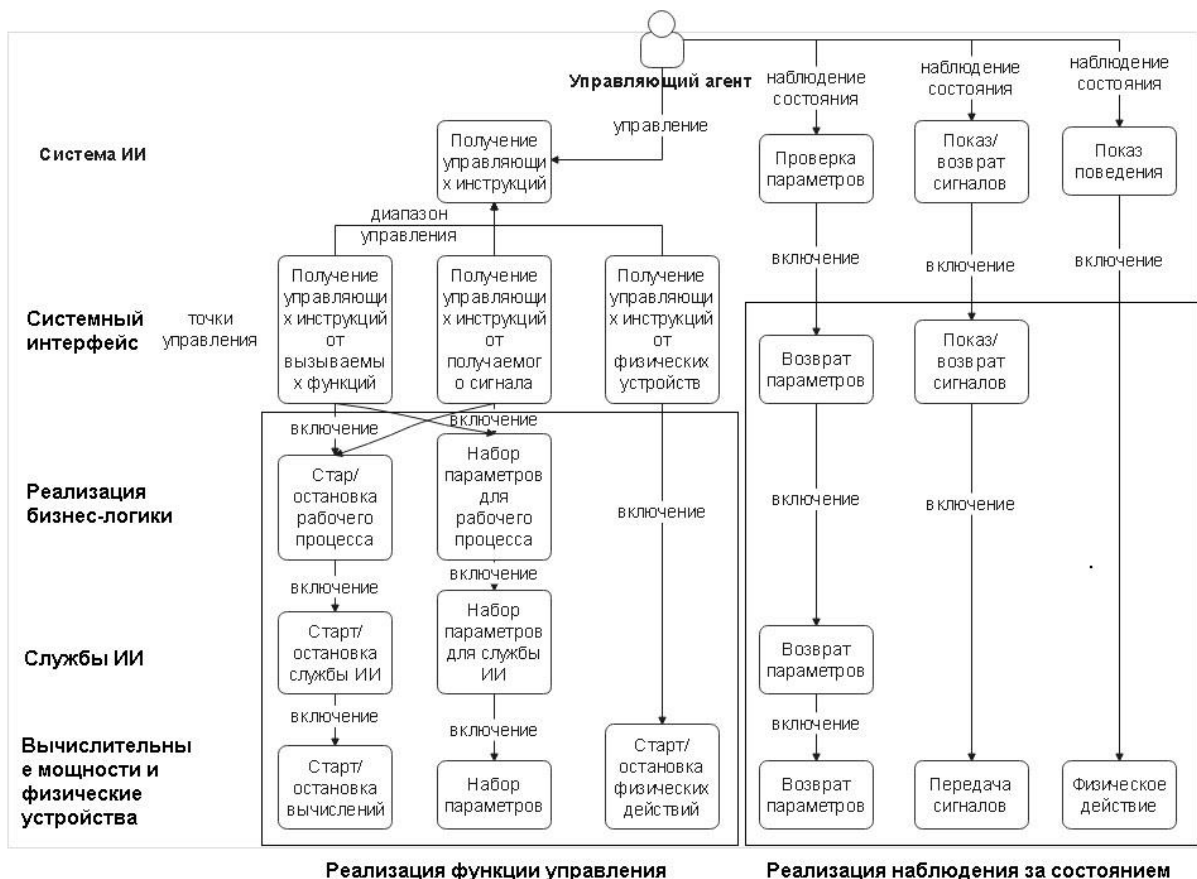 Управляющий агент
наблюдение
состояния
наблюдение
состояния
наблюдение
состояния
управление
Система ИИ
Получение
управляющи
х инструкций
Проверка
параметров
Показ/
возврат
сигналов
Показ
поведения
диапазон
управления
включение
включение
включение
Системный
интерфейс
точки
управления
Получение
управляющи
х инструкций
от
вызываемы
х функций
Получение
управляющи
х инструкций
от
получаемог
о сигнала
Получение
управляющи
х инструкций
от
физических
устройств
Возврат
параметров
Показ/
возврат
сигналов
включение
включение
Реализация
бизнес-логики
Стар/
остановка
рабочего
процесса
Набор
параметров
для
рабочего
процесса
включение
включение
включение
включение
включение
Службы ИИ
Старт/
остановка
службы ИИ
Набор
параметров
для службы
ИИ
Возврат
параметров
включение
включение
включение
Вычислительны
е мощности и
физические
устройства
Старт/
остановка
вычислений
Набор
параметров
Старт/
остановка
физических
действий
Возврат
параметров
Передача
сигналов
Физическое
действие
Реализация функции управления
Реализация наблюдения за состоянием